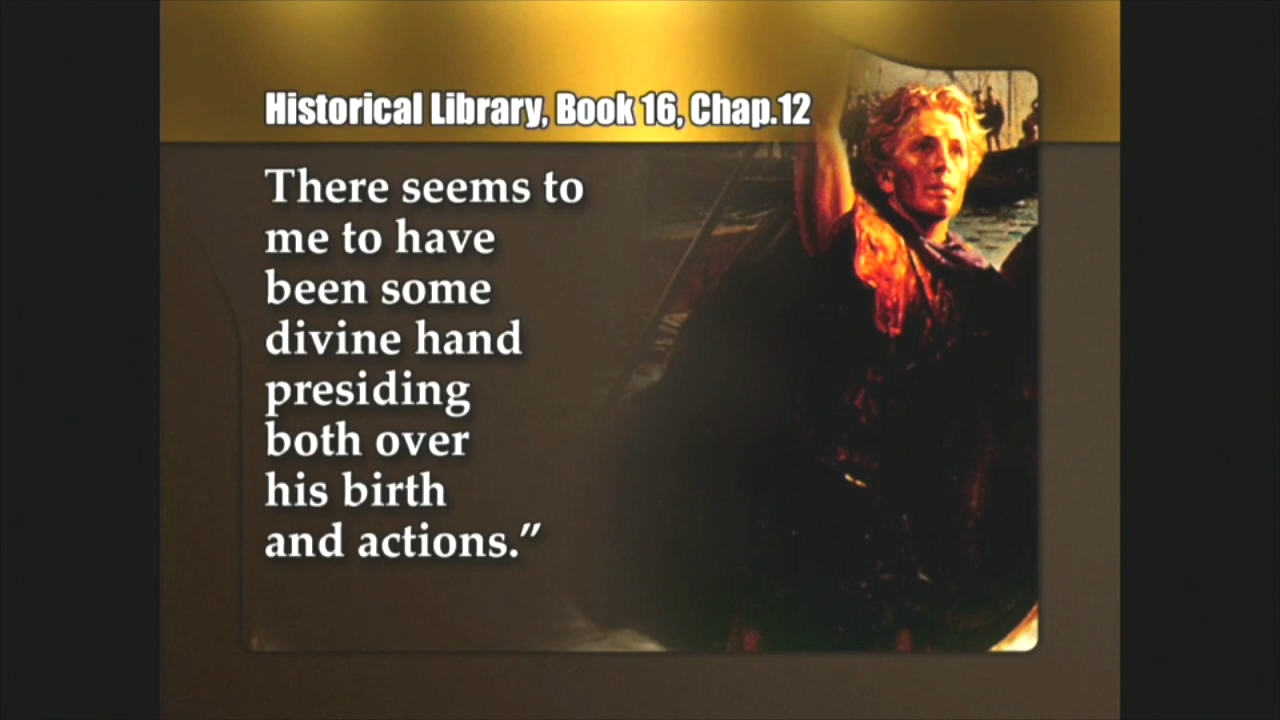 Historical Library, Book 16, Chap.12
There seems to
me to have
been some
divine hand
presiding
both over
his birth
and actions.”